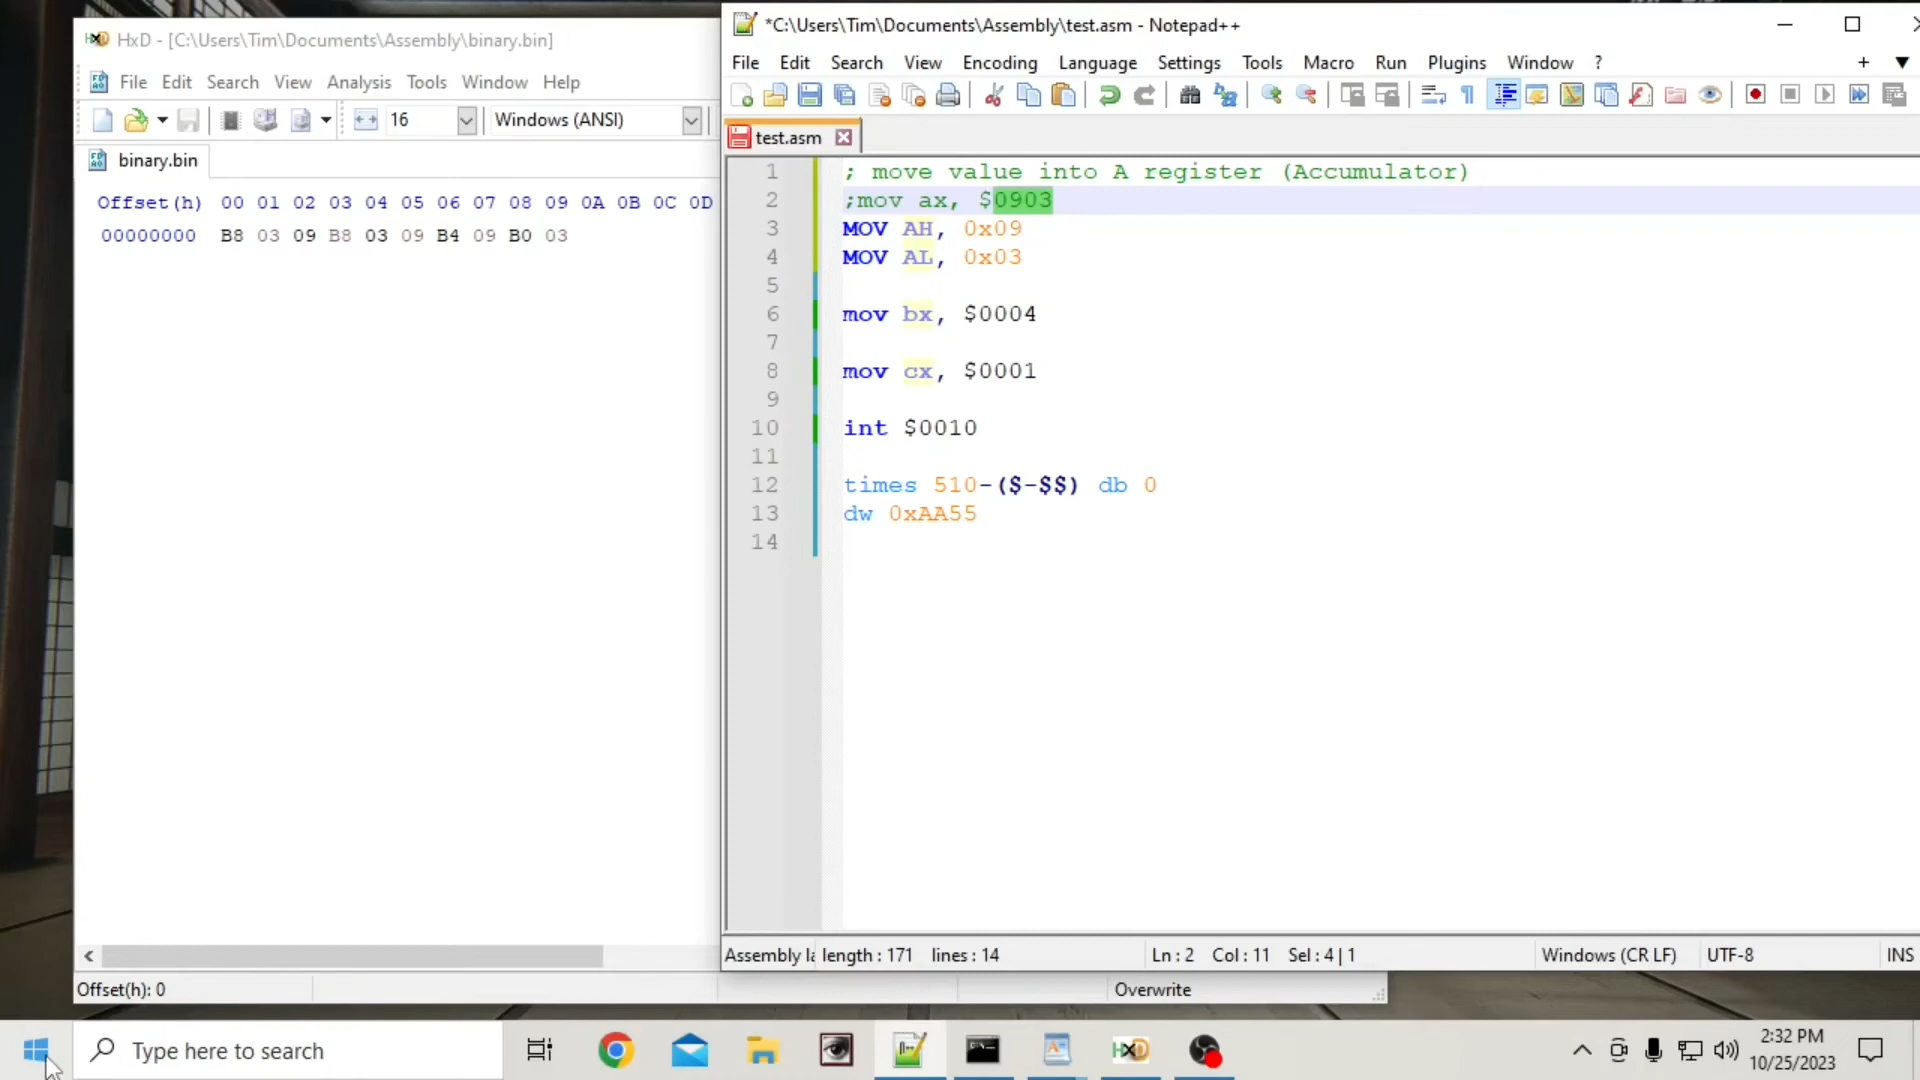 HxD - [C:\Users\Tim\Documents\Assembly\binary.bin]
File Edit Search View Analysis Tools Window Help
16 Windows (ANSI)
binary.bin
Offset(h) 00 01 02 03 04 05 06 07 08 09 0A 0B 0C 0D
00000000 B8 03 09 B8 03 09 B4 09 B0 03
Offset(h): 0 Overwrite
*C:\Users\Tim\Documents\Assembly\test.asm - Notepad++
File Edit Search View Encoding Language Settings Tools Macro Run Plugins Window ?
test.asm
1 ; move value into A register (Accumulator)
2 ;mov ax, $0903
3 MOV AH, 0x09
4 MOV AL, 0x03
5
6 mov bx, $0004
7
8 mov cx, $0001
9
10 int $0010
11
12 times 510-($-$$) db 0
13 dw 0xAA55
14
Assembly la length : 171 lines : 14 Ln : 2 Col : 11 Sel : 4 | 1 Windows (CR LF) UTF-8 INS
Type here to search
2:32 PM
10/25/2023